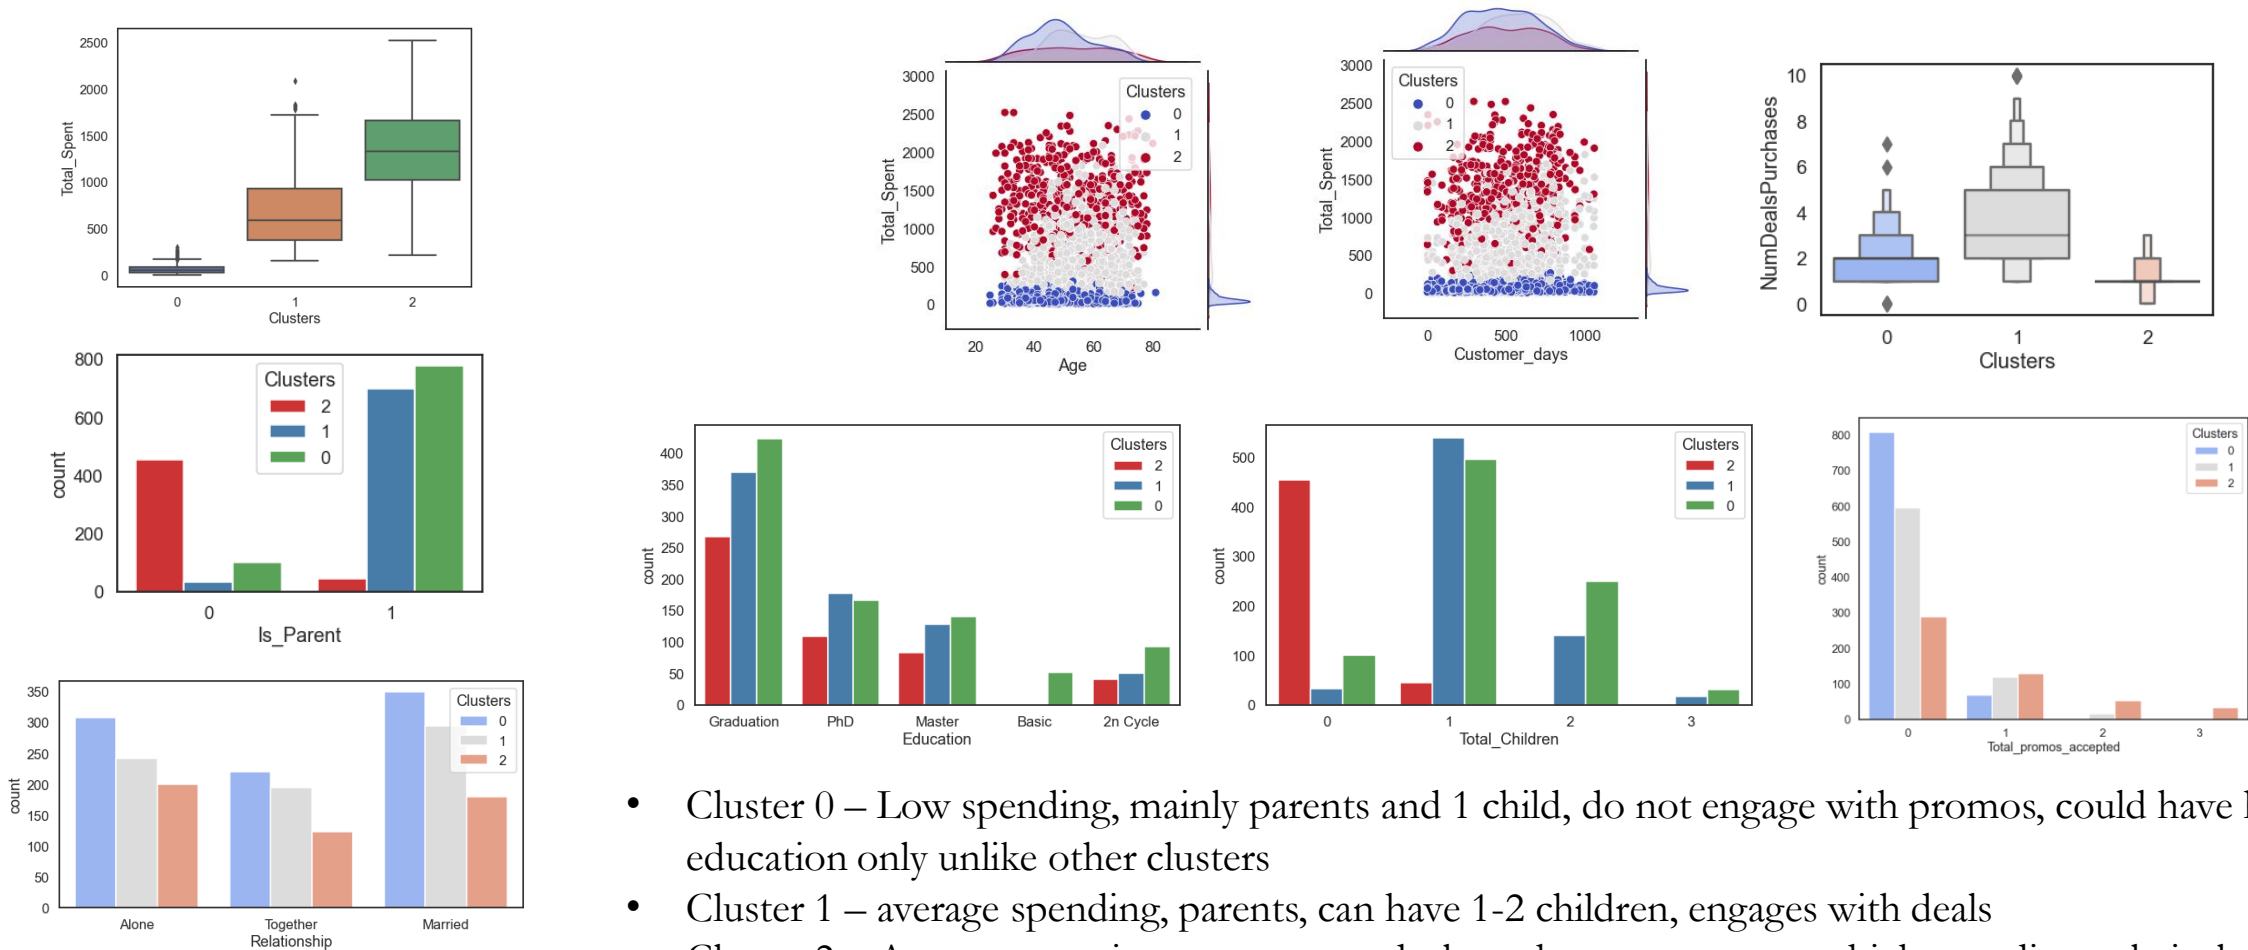 2500
2000
1500
1000
500
0
Total_Spent
0 1 2
Clusters
3000
2500
2000
1500
1000
500
0
Total_Spent
Clusters
0
1
2
20 40 60 80
Age
3000
2500
2000
1500
1000
500
0
Total_Spent
Clusters
0
1
2
0 500 1000
Customer_days
10
8
6
4
2
0
NumDealsPurchases
0 1 2
Clusters
800
600
400
200
0
count
Clusters
2
1
0
0 1
Is_Parent
400
350
300
250
200
150
100
50
0
count
Clusters
2
1
0
Graduation PhD Master Basic 2n Cycle
Education
500
400
300
200
100
0
count
Clusters
2
1
0
0 1 2 3
Total_Children
800
700
600
500
400
300
200
100
0
count
Clusters
0
1
2
0 1 2 3
Total_promos_accepted
350
300
250
200
150
100
50
0
count
Clusters
0
1
2
Alone Together Married
Relationship
• Cluster 0 – Low spending, mainly parents and 1 child, do not engage with promos, could have
education only unlike other clusters
• Cluster 1 – average spending, parents, can have 1-2 children, engages with deals